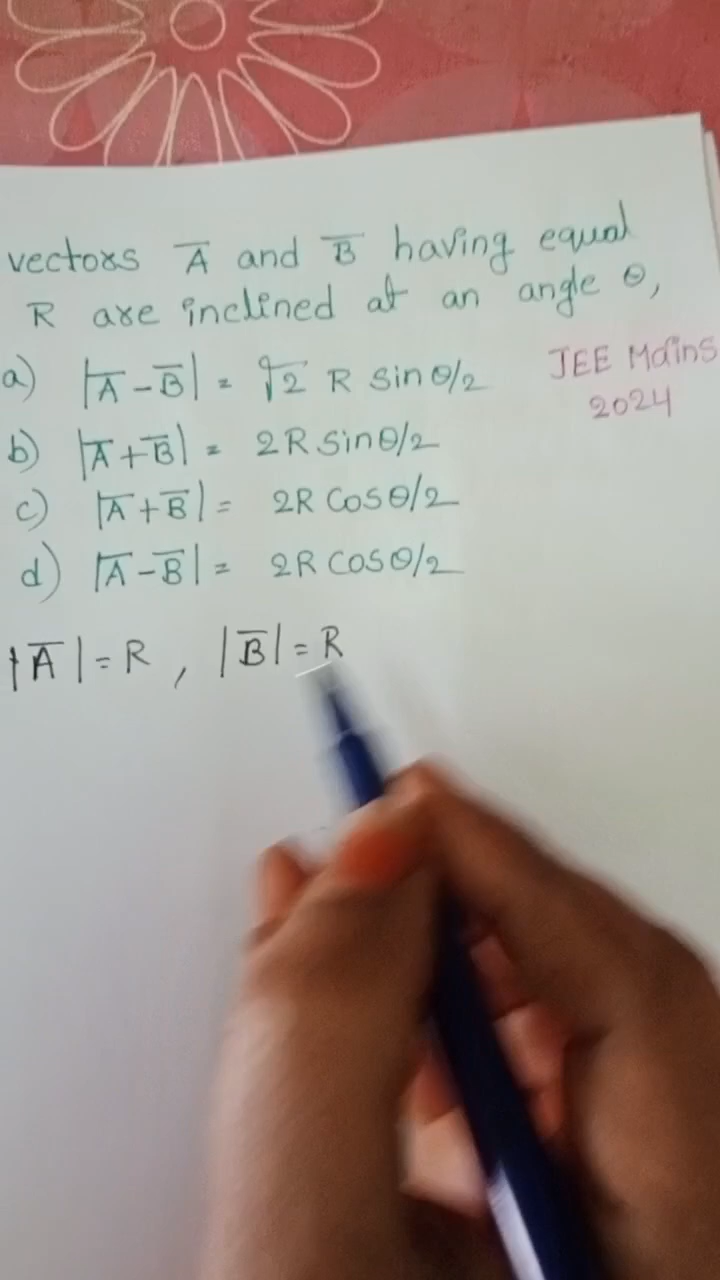 vectors A̅ and B̅ having equal
R are inclined at an angle θ,
a) |A̅ - B̅| = √2 R sin θ/2
JEE Mains
2024
b) |A̅ + B̅| = 2R sin θ/2
c) |A̅ + B̅| = 2R cos θ/2
d) |A̅ - B̅| = 2R cos θ/2
|A̅| = R , |B̅| = R